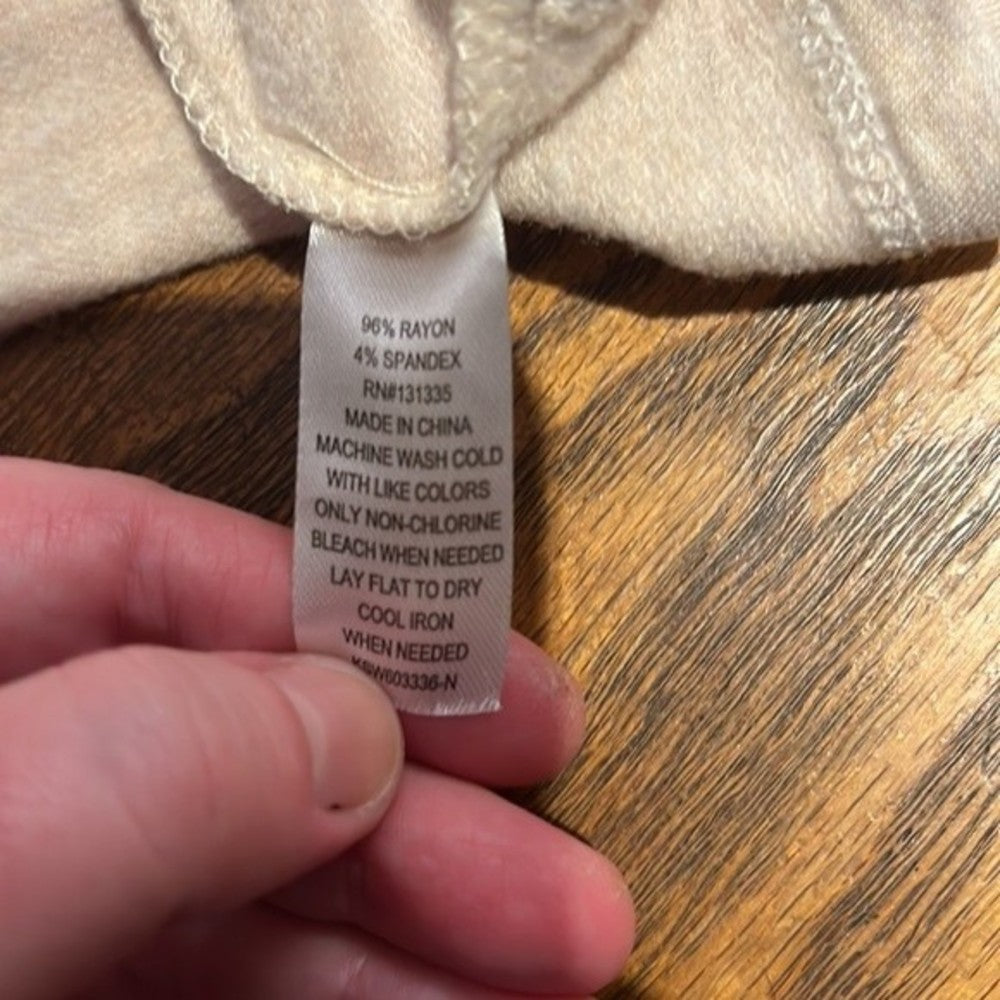 96% RAYON
4% SPANDEX
RN#131335
MADE IN CHINA
MACHINE WASH COLD
WITH LIKE COLORS
ONLY NON-CHLORINE
BLEACH WHEN NEEDED
LAY FLAT TO DRY
COOL IRON
WHEN NEEDED
KSW603336-N